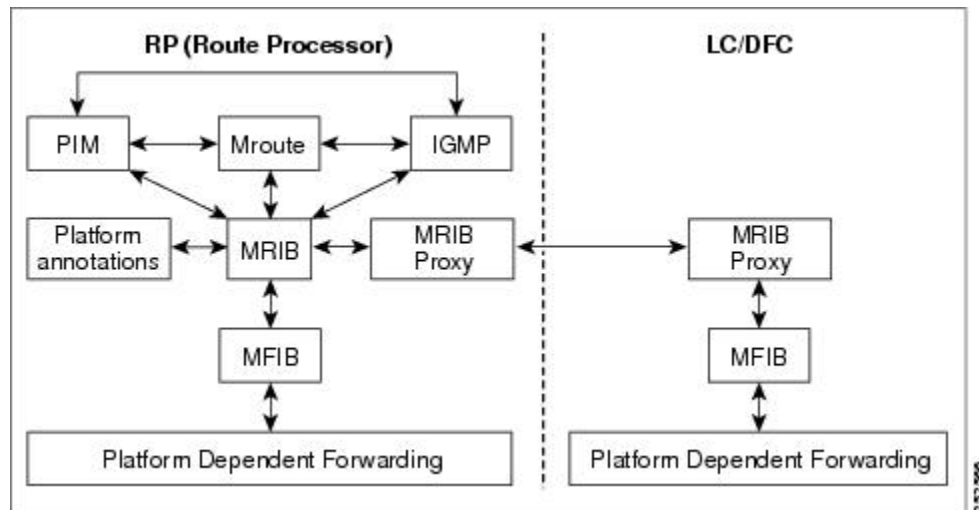 RP (Route Processor)
LC/DFC
PIM
Mroute
IGMP
Platform
annotations
MRIB
MRIB
Proxy
MRIB
Proxy
MFIB
MFIB
Platform Dependent Forwarding
Platform Dependent Forwarding